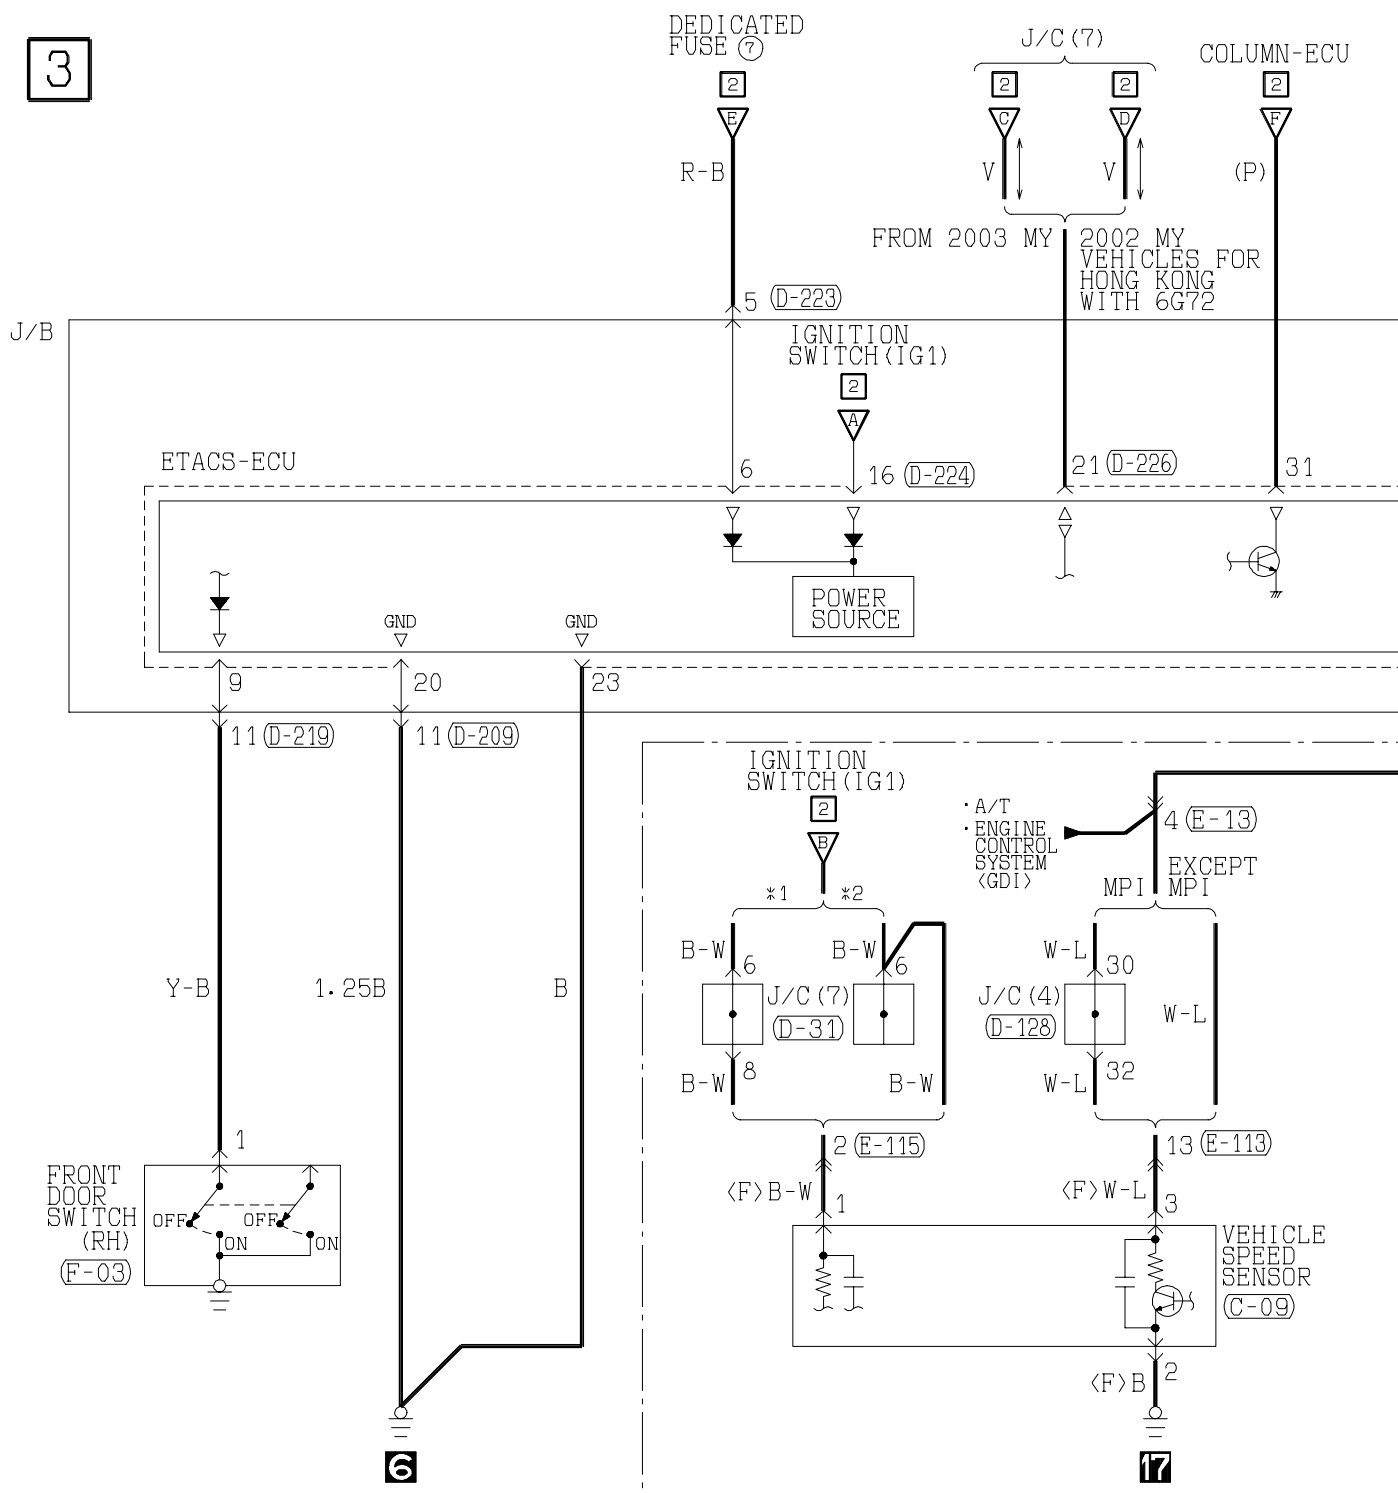 3
DEDICATED
FUSE 7
J/C (7)
COLUMN-ECU
2
2
2
2
E
C
D
F
R-B
V
V
(P)
FROM 2003 MY
2002 MY
VEHICLES FOR
HONG KONG
WITH 6G72
5 D-223
J/B
IGNITION
SWITCH (IG1)
2
A
ETACS-ECU
6
16 D-224
21 D-226
31
POWER
SOURCE
GND
GND
9
20
23
11 D-219
11 D-209
IGNITION
SWITCH (IG1)
2
B
· A/T
· ENGINE
CONTROL
SYSTEM
<GDI>
4 E-13
MPI
EXCEPT
MPI
*1
*2
B-W
6
B-W
6
W-L
30
Y-B
1.25B
B
J/C (7)
D-31
J/C (4)
D-128
W-L
B-W
8
B-W
W-L
32
1
2 E-115
13 E-113
FRONT
DOOR
SWITCH
(RH)
F-03
OFF
ON
OFF
ON
<F> B-W
1
<F> W-L
3
VEHICLE
SPEED
SENSOR
C-09
<F> B
2
6
17